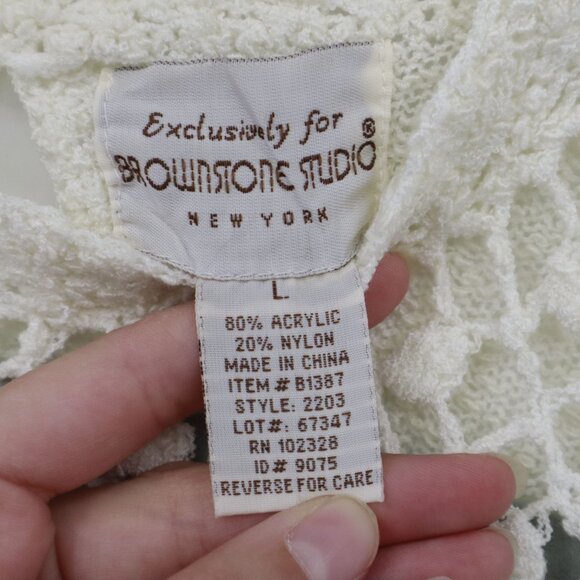 Exclusively for
BROWNSTONE STUDIO®
NEW YORK
L
80% ACRYLIC
20% NYLON
MADE IN CHINA
ITEM# B1387
STYLE: 2203
LOT#: 67347
RN 102328
ID# 9075
REVERSE FOR CARE